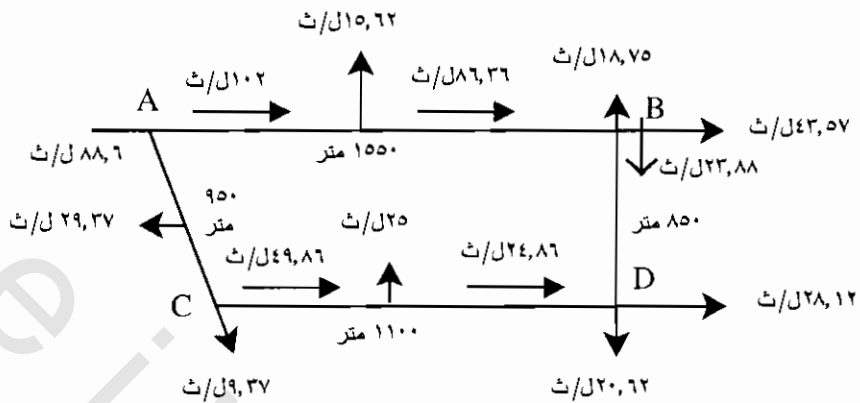 ١٥,٦٢ل/ث
١٨,٧٥ل/ث
١٠٢ل/ث
٨٦,٣٦ل/ث
A
B
٤٣,٥٧ل/ث
٨٨,٦ ل/ث
١٥٥٠ متر
٢٣,٨٨ل/ث
٩٥٠
متر
٢٩,٣٧ ل/ث
٢٥ل/ث
٨٥٠ متر
٤٩,٨٦ل/ث
٢٤,٨٦ل/ث
D
C
٢٨,١٢ل/ث
١١٠٠ متر
٩,٣٧ل/ث
٢٠,٦٢ل/ث